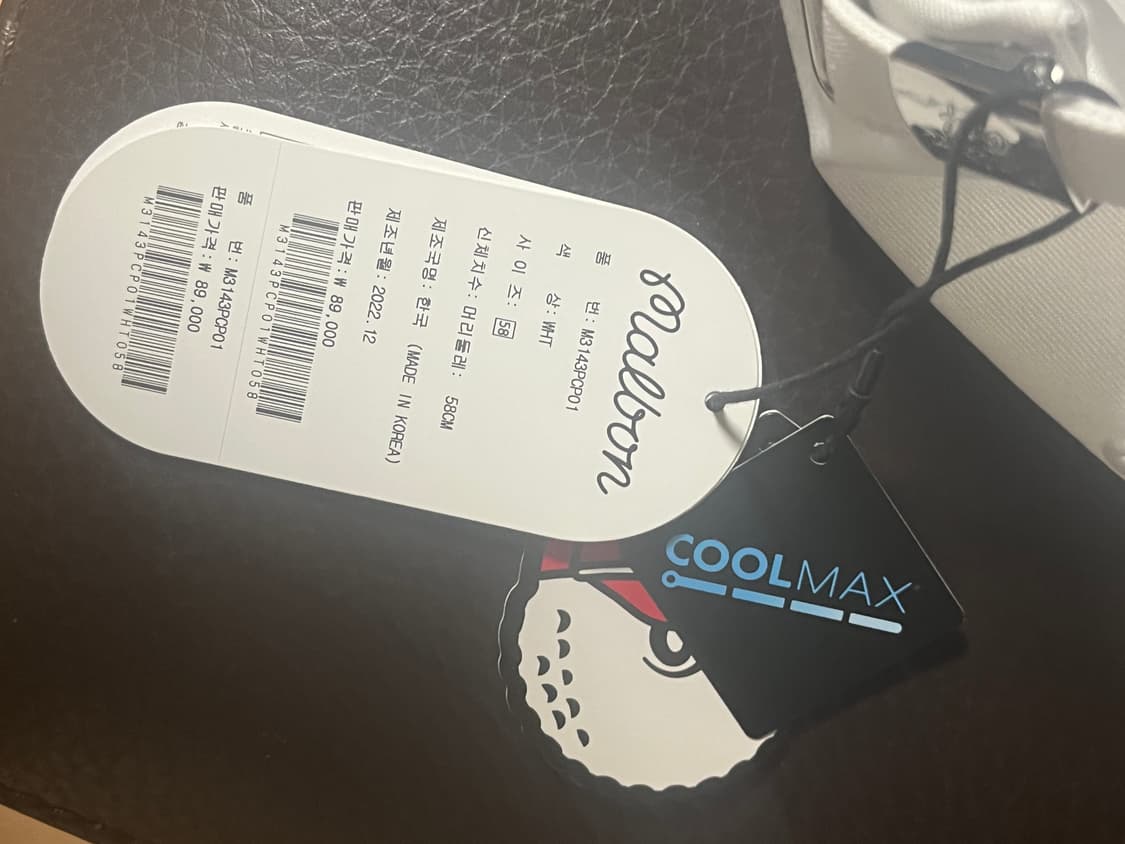 malbon
품 번: M3143PCP01
색 상: WHT
사 이 즈: 58
신체치수: 머리둘레: 58CM
제조국명: 한국 (MADE IN KOREA)
제조년월: 2022.12
판매가격: ₩ 89,000
M3143PCP01WHT058
품 번: M3143PCP01
판매가격: ₩ 89,000
M3143PCP01WHT058
COOLMAX